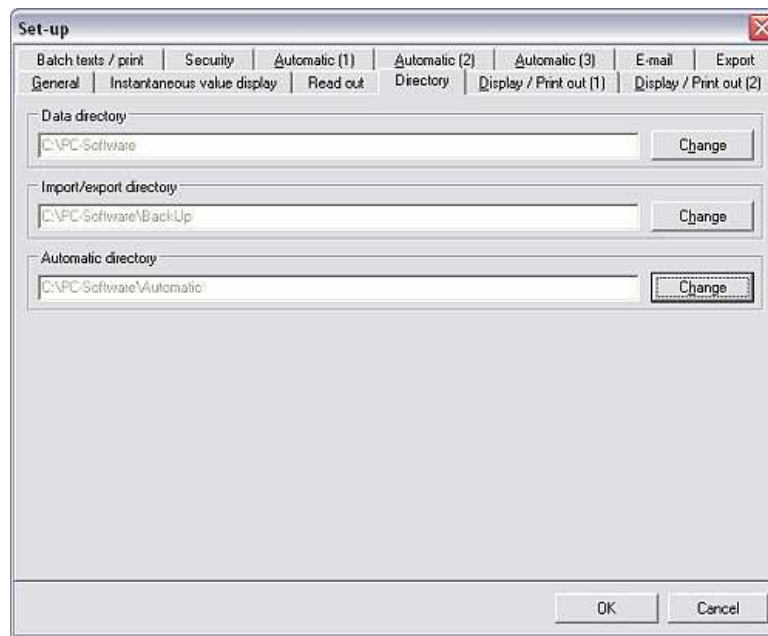 Set-up
Batch texts / print Security Automatic (1) Automatic (2) Automatic (3) E-mail Export
General Instantaneous value display Read out Directory Display / Print out (1) Display / Print out (2)
Data directory
C:\PC-Software Change
Import/export directory
C:\PC-Software\BackUp Change
Automatic directory
C:\PC-Software\Automatic Change
OK Cancel